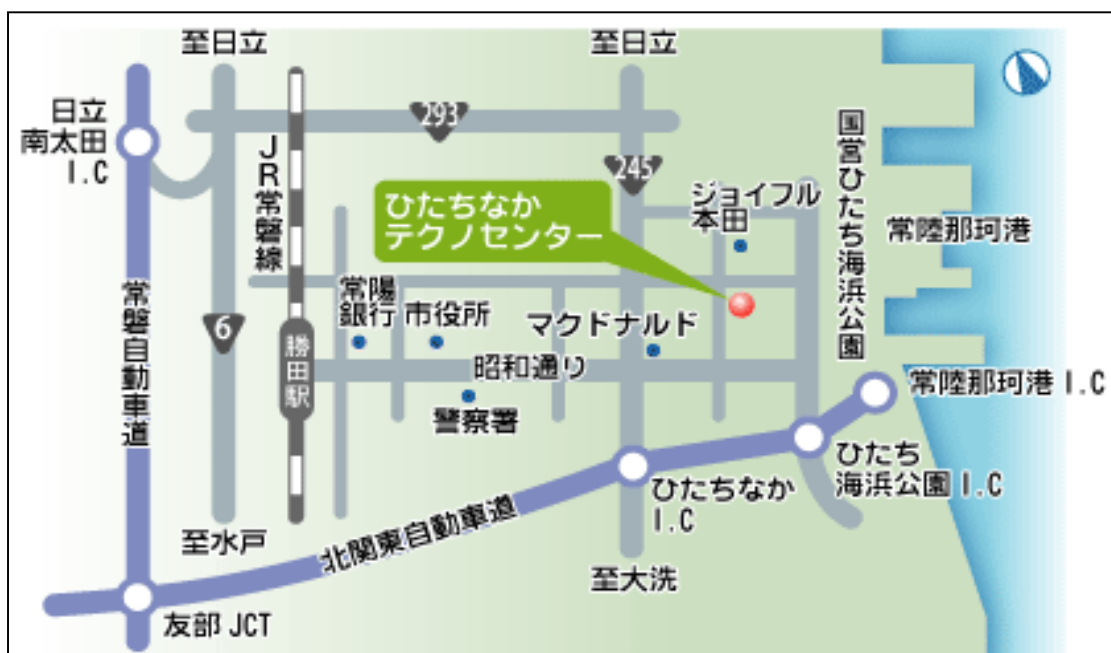 至日立
至日立
日立
南太田
I.C
293
JR常磐線
245
国営ひたち海浜公園
ジョイフル
本田
ひたちなか
テクノセンター
常陸那珂港
常磐自動車道
6
常陽
銀行
市役所
マクドナルド
勝田駅
昭和通り
常陸那珂港 I.C
警察署
ひたち
海浜公園 I.C
ひたちなか
I.C
至水戸
北関東自動車道
至大洗
友部 JCT